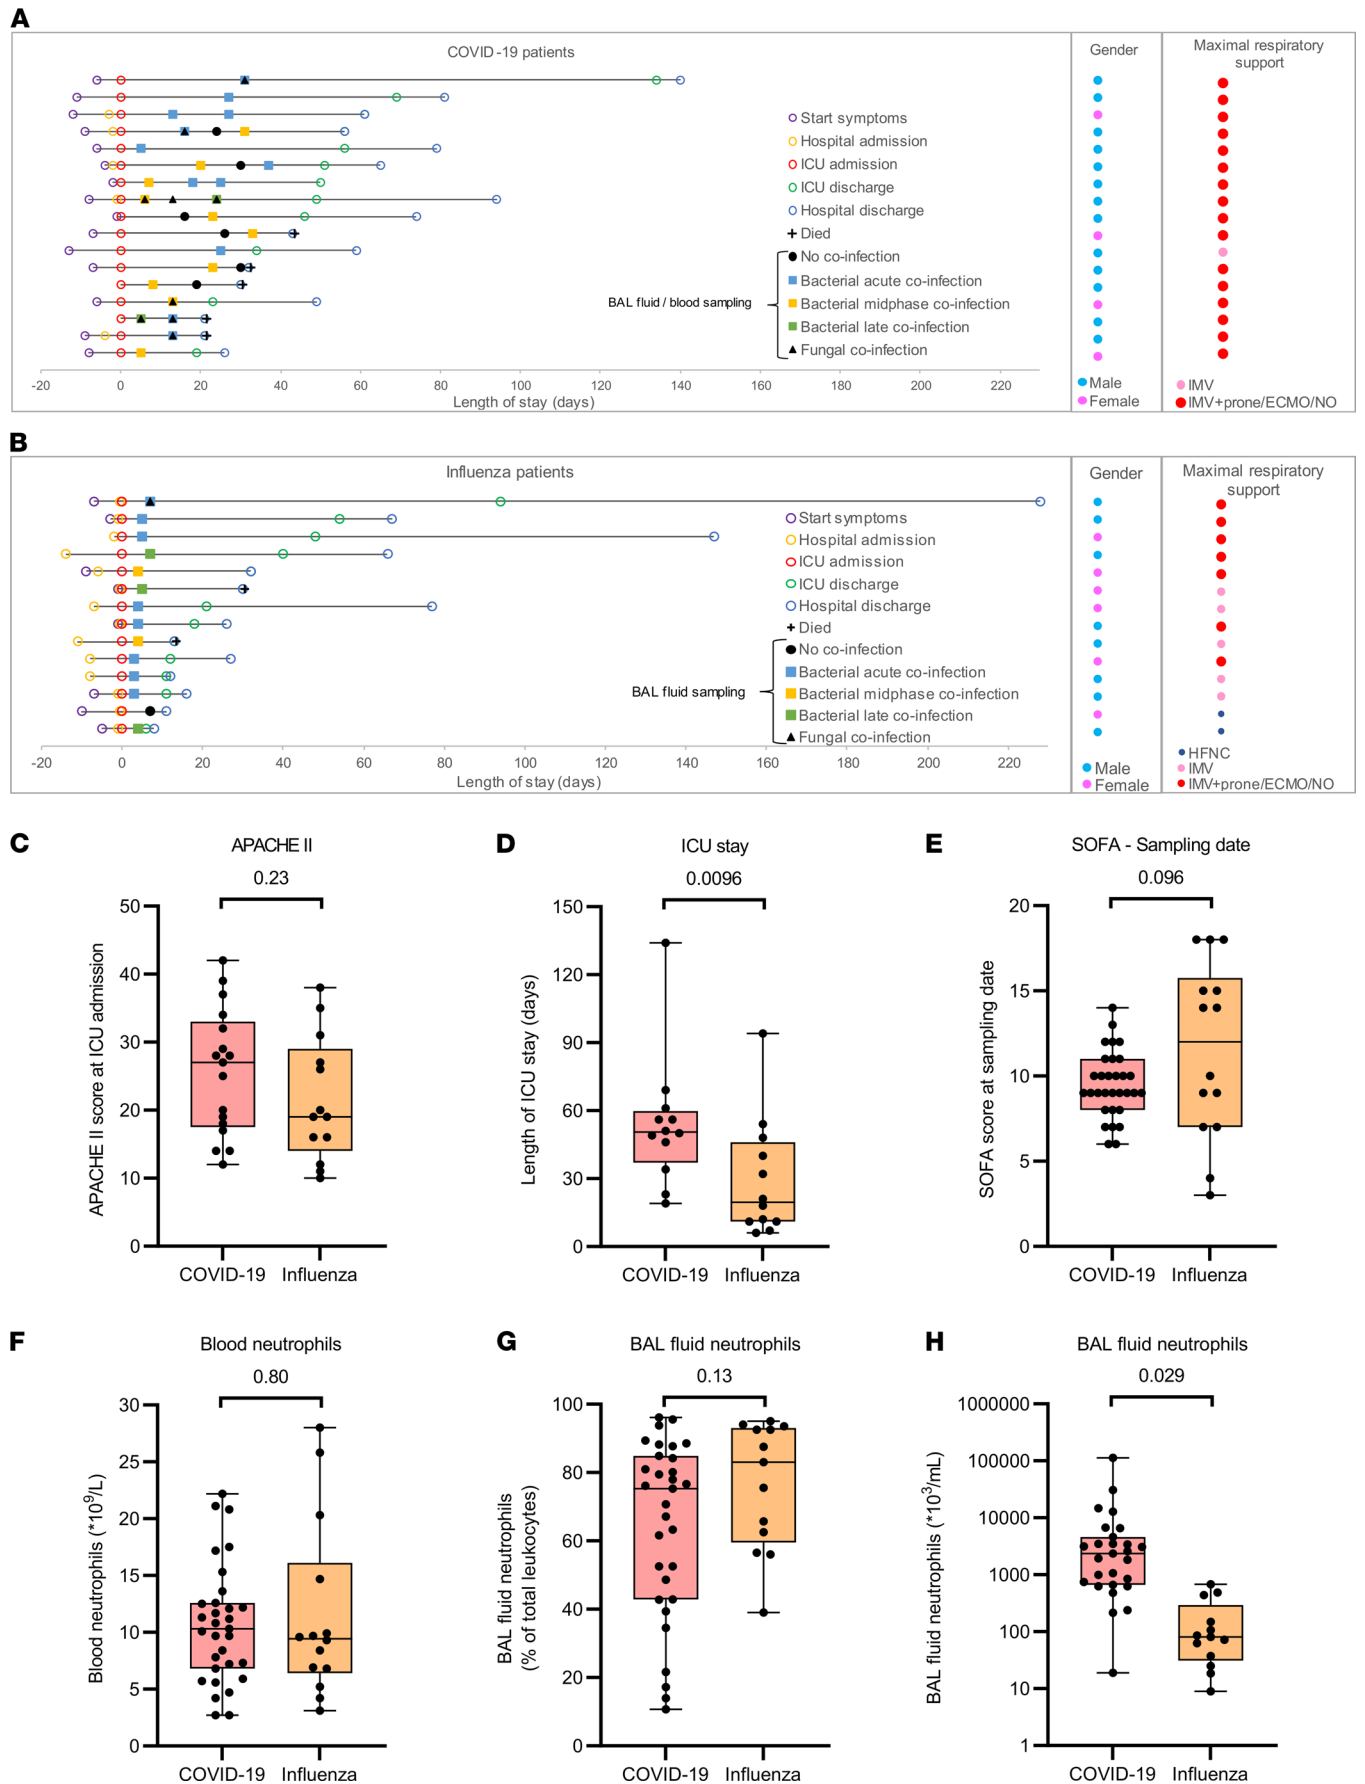 A
COVID-19 patients
Gender
Maximal respiratory
support
Start symptoms
Hospital admission
ICU admission
ICU discharge
Hospital discharge
Died
No co-infection
Bacterial acute co-infection
BAL fluid / blood sampling
Bacterial midphase co-infection
Bacterial late co-infection
Fungal co-infection
-20 0 20 40 60 80 100 120 140 160 180 200 220
Length of stay (days)
Male
Female
IMV
IMV+prone/ECMO/NO
B
Influenza patients
Gender
Maximal respiratory
support
Start symptoms
Hospital admission
ICU admission
ICU discharge
Hospital discharge
Died
No co-infection
Bacterial acute co-infection
BAL fluid sampling
Bacterial midphase co-infection
Bacterial late co-infection
Fungal co-infection
-20 0 20 40 60 80 100 120 140 160 180 200 220
Length of stay (days)
Male
Female
HFNC
IMV
IMV+prone/ECMO/NO
C
APACHE II
0.23
APACHE II score at ICU admission
50
40
30
20
10
0
COVID-19 Influenza
D
ICU stay
0.0096
Length of ICU stay (days)
150
120
90
60
30
0
COVID-19 Influenza
E
SOFA - Sampling date
0.096
SOFA score at sampling date
20
15
10
5
0
COVID-19 Influenza
F
Blood neutrophils
0.80
Blood neutrophils (*10⁹/L)
30
25
20
15
10
5
0
COVID-19 Influenza
G
BAL fluid neutrophils
0.13
BAL fluid neutrophils
(% of total leukocytes)
100
80
60
40
20
0
COVID-19 Influenza
H
BAL fluid neutrophils
0.029
BAL fluid neutrophils (*10³/mL)
1000000
100000
10000
1000
100
10
1
COVID-19 Influenza